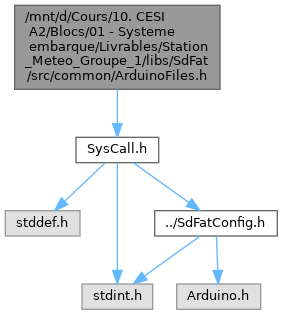 /mnt/d/Cours/10. CESI
A2/Blocs/01 - Systeme
embarque/Livrables/Station
_Meteo_Groupe_1/libs/SdFat
/src/common/ArduinoFiles.h
SysCall.h
stddef.h
../SdFatConfig.h
stdint.h
Arduino.h